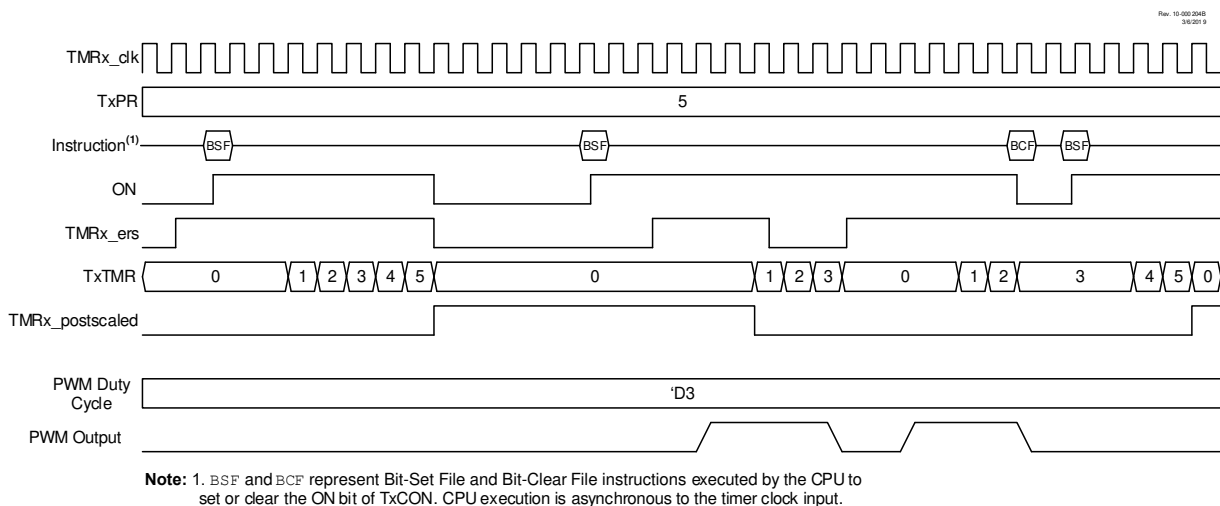 Rev. 10-000204B
3/6/2019
TMRx_clk
TxPR 5
Instruction(1) BSF BSF BCF BSF
ON
TMRx_ers
TxTMR 0 1 2 3 4 5 0 1 2 3 0 1 2 3 4 5 0
TMRx_postscaled
PWM Duty
Cycle
'D3
PWM Output
Note: 1. BSF and BCF represent Bit-Set File and Bit-Clear File instructions executed by the CPU to
set or clear the ON bit of TxCON. CPU execution is asynchronous to the timer clock input.